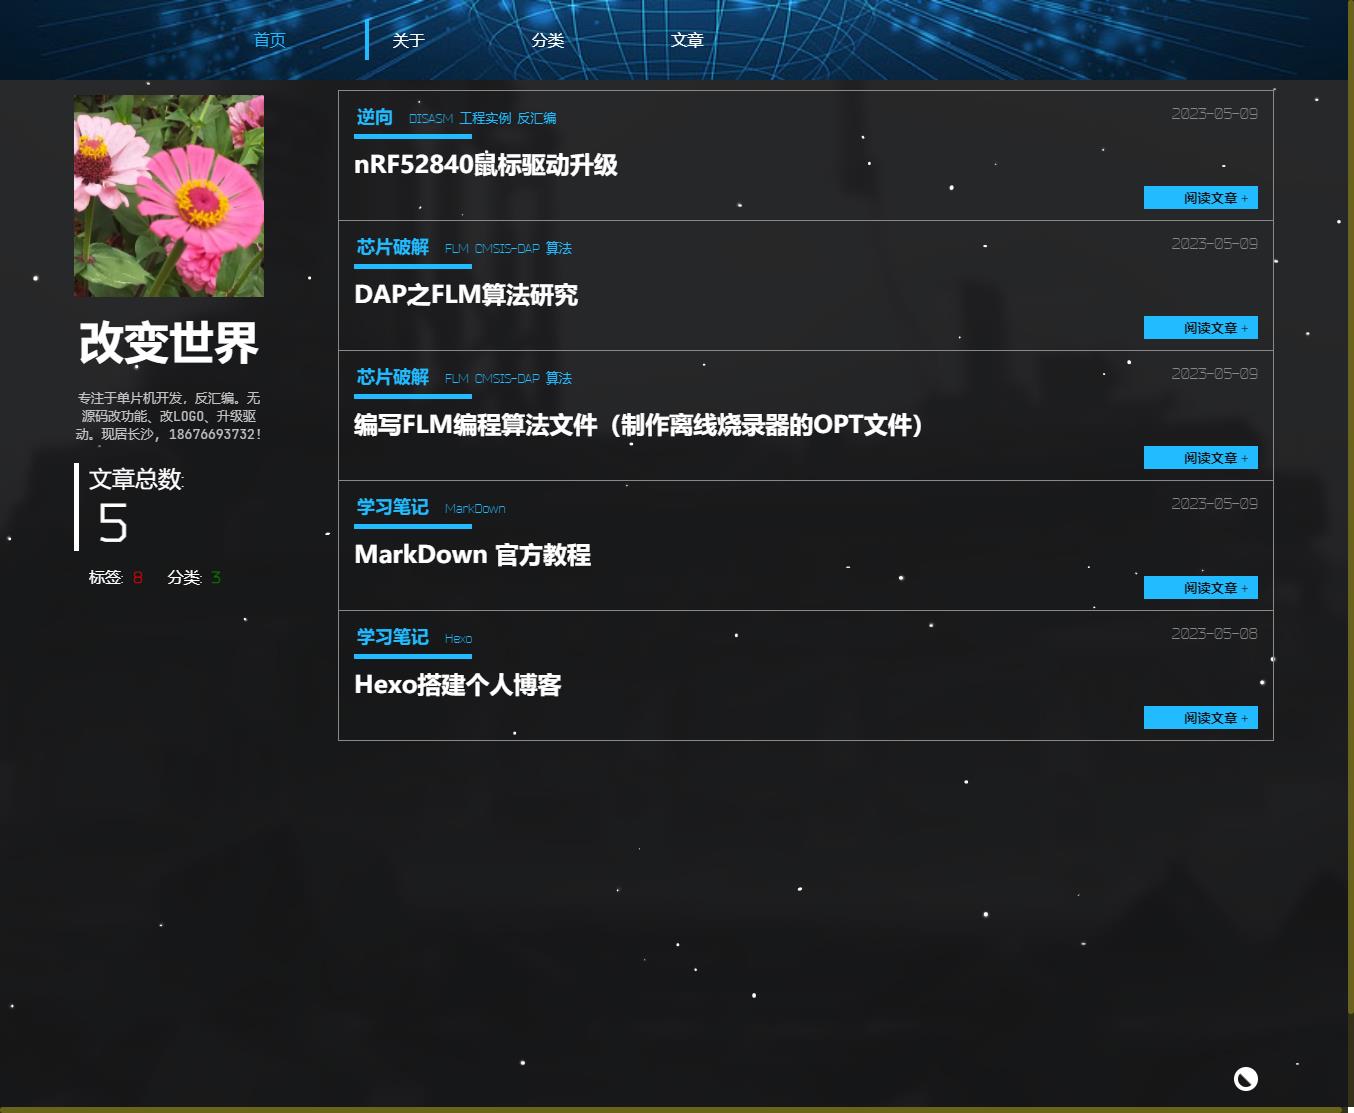 首页 关于 分类 文章
改变世界
专注于单片机开发，反汇编。无
源码改功能、改LOGO、升级驱
动。现居长沙，18676693732！
文章总数:
5
标签: 8 分类: 3
逆向 DISASM 工程实例 反汇编 2023-05-09
nRF52840鼠标驱动升级
阅读文章 +
芯片破解 FLM CMSIS-DAP 算法 2023-05-09
DAP之FLM算法研究
阅读文章 +
芯片破解 FLM CMSIS-DAP 算法 2023-05-09
编写FLM编程算法文件（制作离线烧录器的OPT文件）
阅读文章 +
学习笔记 MarkDown 2023-05-09
MarkDown 官方教程
阅读文章 +
学习笔记 Hexo 2023-05-08
Hexo搭建个人博客
阅读文章 +